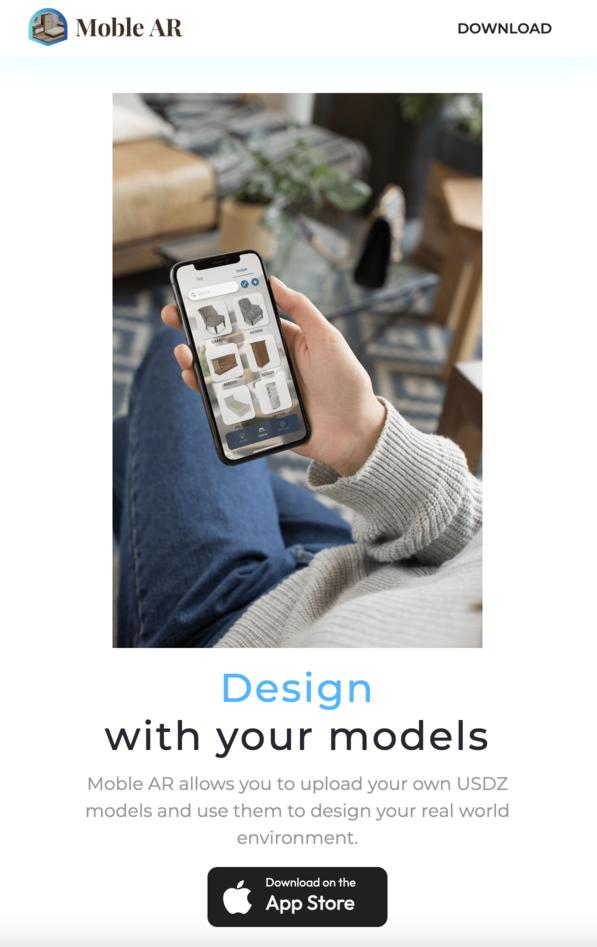 Moble AR
DOWNLOAD
Search
Design
with your models
Moble AR allows you to upload your own USDZ
models and use them to design your real world
environment.
Download on the
App Store